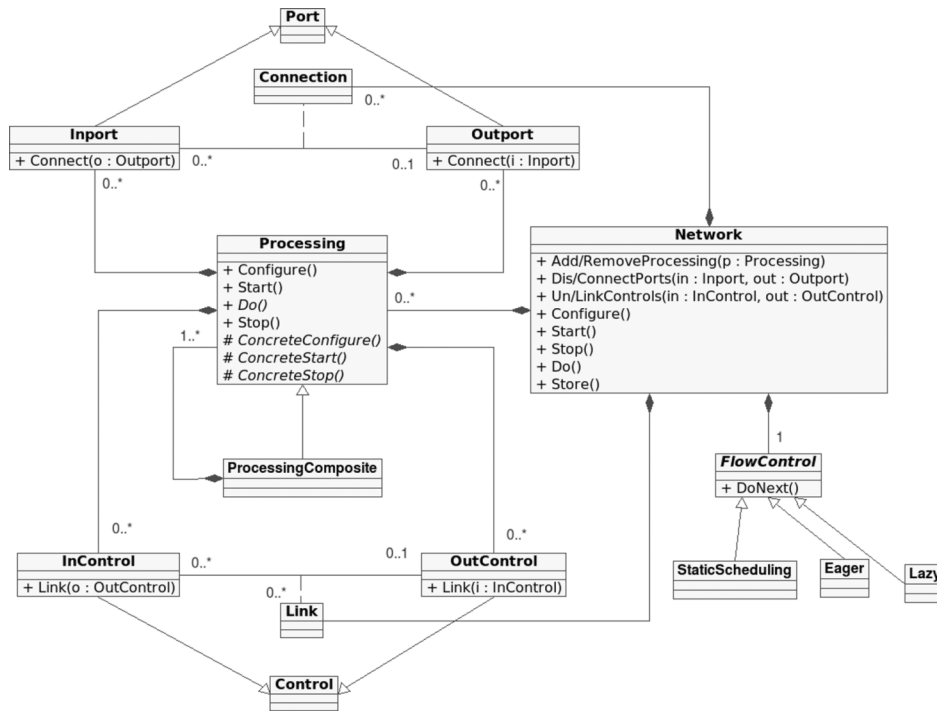 Port
Connection
0..*
Inport
+ Connect(o : Outport)
0..*
0..1
Outport
+ Connect(i : Inport)
0..*
0..*
Processing
+ Configure()
+ Start()
+ Do()
+ Stop()
# ConcreteConfigure()
# ConcreteStart()
# ConcreteStop()
0..*
1..*
Network
+ Add/RemoveProcessing(p : Processing)
+ Dis/ConnectPorts(in : Inport, out : Outport)
+ Un/LinkControls(in : InControl, out : OutControl)
+ Configure()
+ Start()
+ Stop()
+ Do()
+ Store()
1
ProcessingComposite
FlowControl
+ DoNext()
0..*
0..*
InControl
+ Link(o : OutControl)
0..*
0..1
OutControl
+ Link(i : InControl)
0..*
Link
StaticScheduling
Eager
Lazy
Control